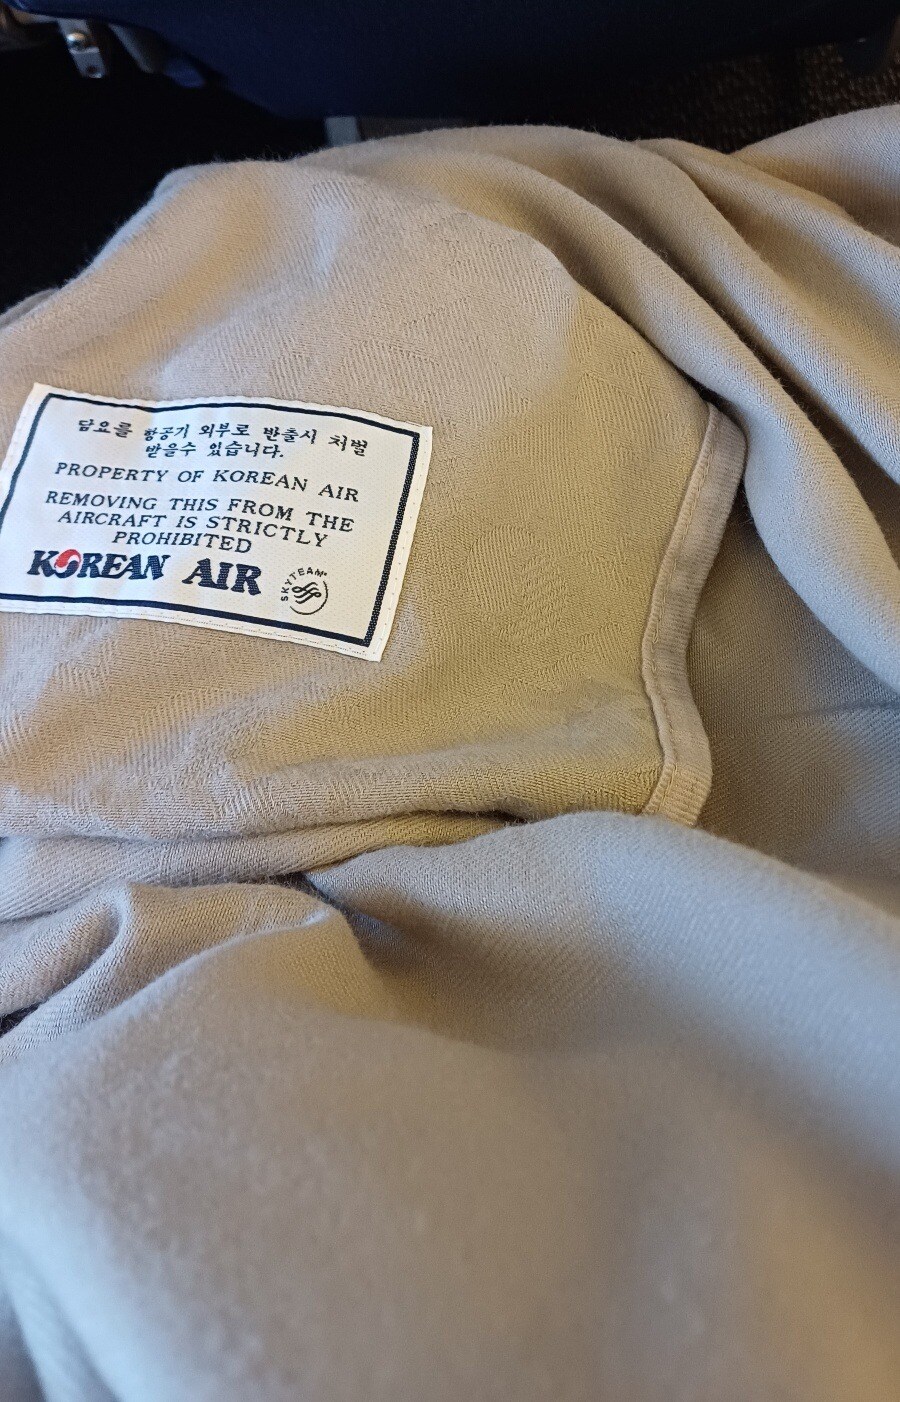 담요를 항공기 외부로 반출시 처벌
받을수 있습니다.
PROPERTY OF KOREAN AIR
REMOVING THIS FROM THE
AIRCRAFT IS STRICTLY
PROHIBITED
KOREAN AIR
SKYTEAM